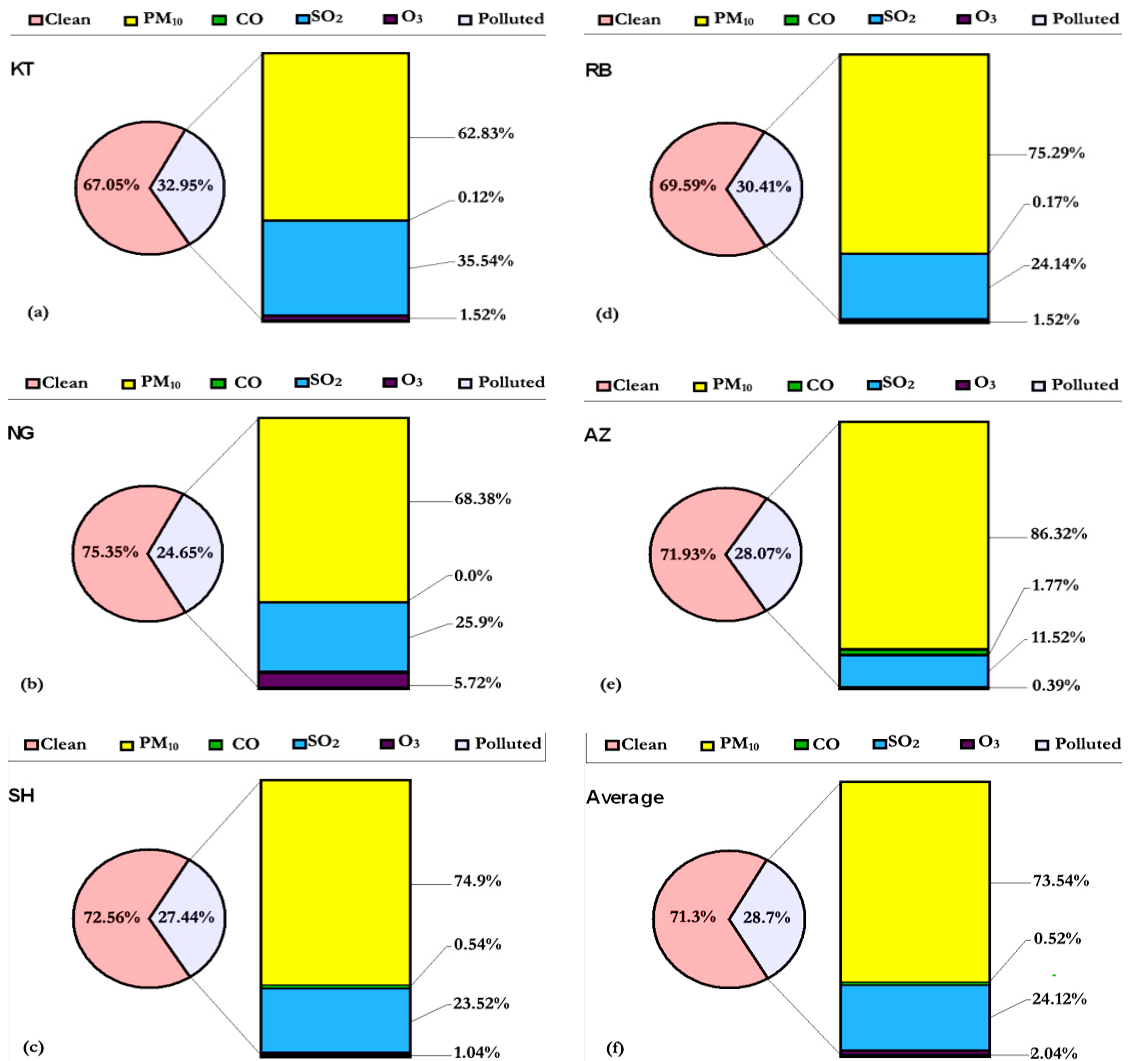 Clean PM₁₀ CO SO₂ O₃ Polluted
KT
62.83%
67.05% 32.95%
0.12%
35.54%
(a)
1.52%
Clean PM₁₀ CO SO₂ O₃ Polluted
RB
75.29%
69.59% 30.41%
0.17%
24.14%
(d)
1.52%
Clean PM₁₀ CO SO₂ O₃ Polluted
NG
68.38%
75.35% 24.65%
0.0%
25.9%
(b)
5.72%
Clean PM₁₀ CO SO₂ O₃ Polluted
AZ
86.32%
71.93% 28.07%
1.77%
11.52%
(e)
0.39%
Clean PM₁₀ CO SO₂ O₃ Polluted
SH
74.9%
72.56% 27.44%
0.54%
23.52%
(c)
1.04%
Clean PM₁₀ CO SO₂ O₃ Polluted
Average
73.54%
71.3% 28.7%
0.52%
24.12%
(f)
2.04%